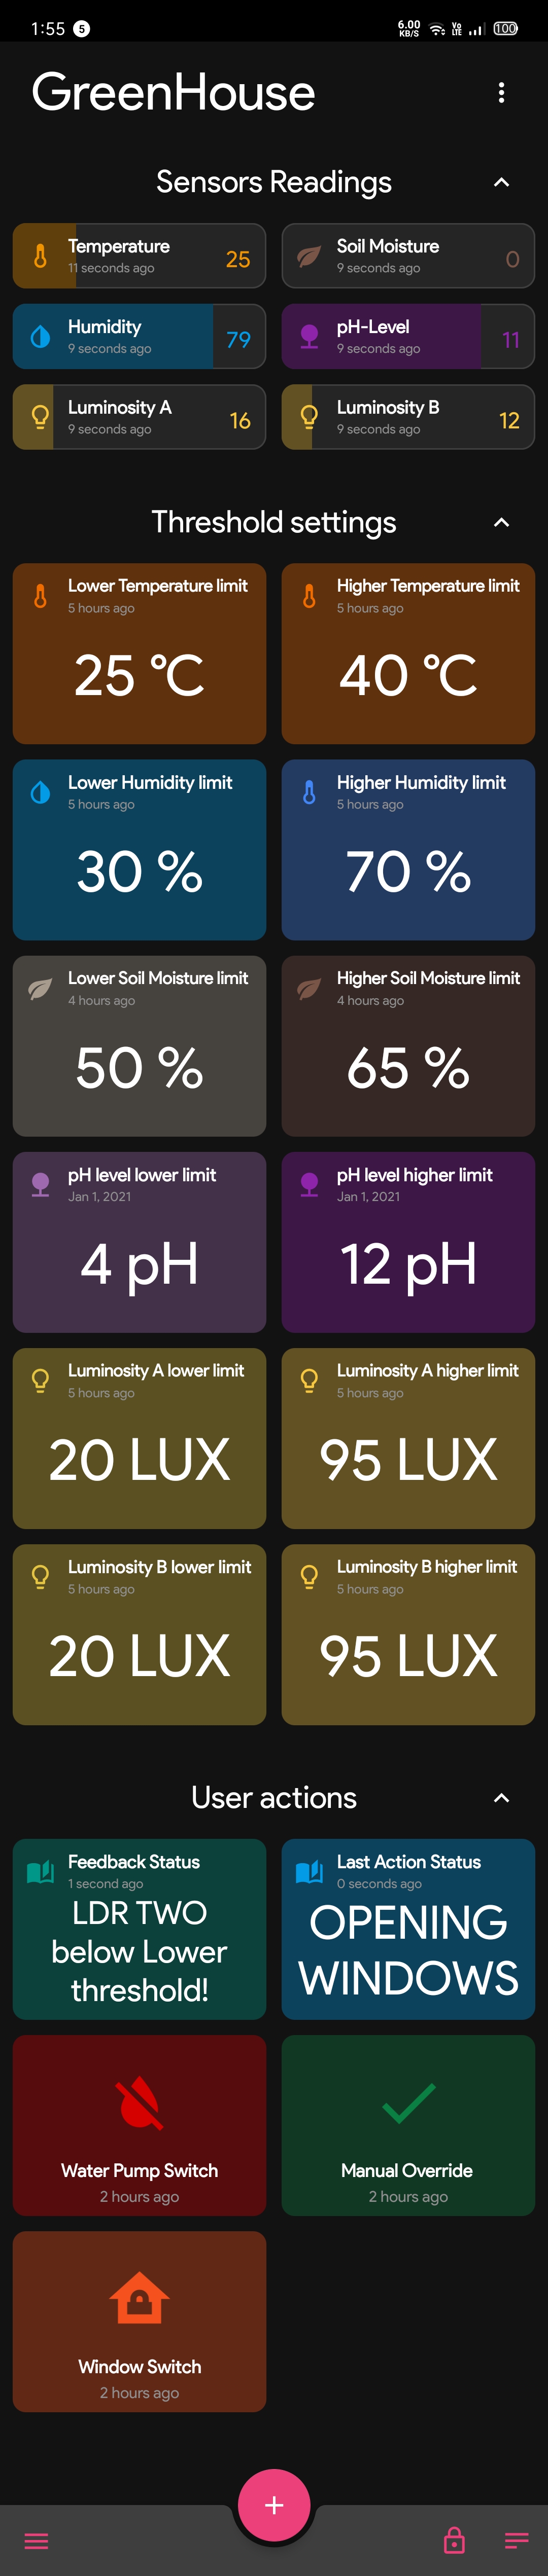 1:55 5 6.00 KB/S Vo LTE 100
GreenHouse
Sensors Readings
Temperature
11 seconds ago
25
Soil Moisture
9 seconds ago
0
Humidity
9 seconds ago
79
pH-Level
9 seconds ago
11
Luminosity A
9 seconds ago
16
Luminosity B
9 seconds ago
12
Threshold settings
Lower Temperature limit
5 hours ago
25 °C
Higher Temperature limit
5 hours ago
40 °C
Lower Humidity limit
5 hours ago
30 %
Higher Humidity limit
5 hours ago
70 %
Lower Soil Moisture limit
4 hours ago
50 %
Higher Soil Moisture limit
4 hours ago
65 %
pH level lower limit
Jan 1, 2021
4 pH
pH level higher limit
Jan 1, 2021
12 pH
Luminosity A lower limit
5 hours ago
20 LUX
Luminosity A higher limit
5 hours ago
95 LUX
Luminosity B lower limit
5 hours ago
20 LUX
Luminosity B higher limit
5 hours ago
95 LUX
User actions
Feedback Status
1 second ago
LDR TWO
below Lower
threshold!
Last Action Status
0 seconds ago
OPENING
WINDOWS
Water Pump Switch
2 hours ago
Manual Override
2 hours ago
Window Switch
2 hours ago